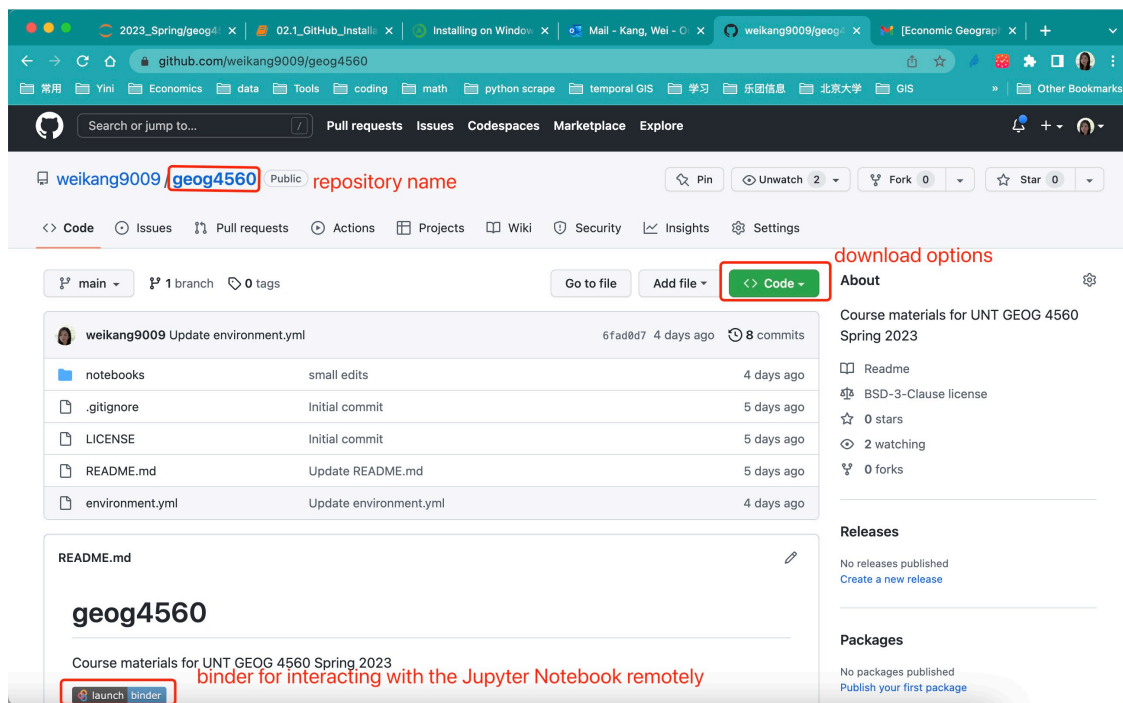 2023_Spring/geog4 02.1_GitHub_Installa Installing on Window Mail - Kang, Wei - O weikang9009/geog4 [Economic Geograph
github.com/weikang9009/geog4560
常用 Yini Economics data Tools coding math python scrape temporal GIS 学习 乐团信息 北京大学 GIS » Other Bookmarks
Search or jump to... / Pull requests Issues Codespaces Marketplace Explore
weikang9009 / geog4560 Public repository name Pin Unwatch 2 Fork 0 Star 0
<> Code Issues Pull requests Actions Projects Wiki Security Insights Settings
download options
main 1 branch 0 tags Go to file Add file <> Code
About
weikang9009 Update environment.yml 6fad0d7 4 days ago 8 commits
notebooks small edits 4 days ago
.gitignore Initial commit 5 days ago
LICENSE Initial commit 5 days ago
README.md Update README.md 5 days ago
environment.yml Update environment.yml 4 days ago
Course materials for UNT GEOG 4560
Spring 2023
Readme
BSD-3-Clause license
0 stars
2 watching
0 forks
Releases
No releases published
Create a new release
Packages
No packages published
Publish your first package
README.md
geog4560
Course materials for UNT GEOG 4560 Spring 2023
binder for interacting with the Jupyter Notebook remotely
launch binder